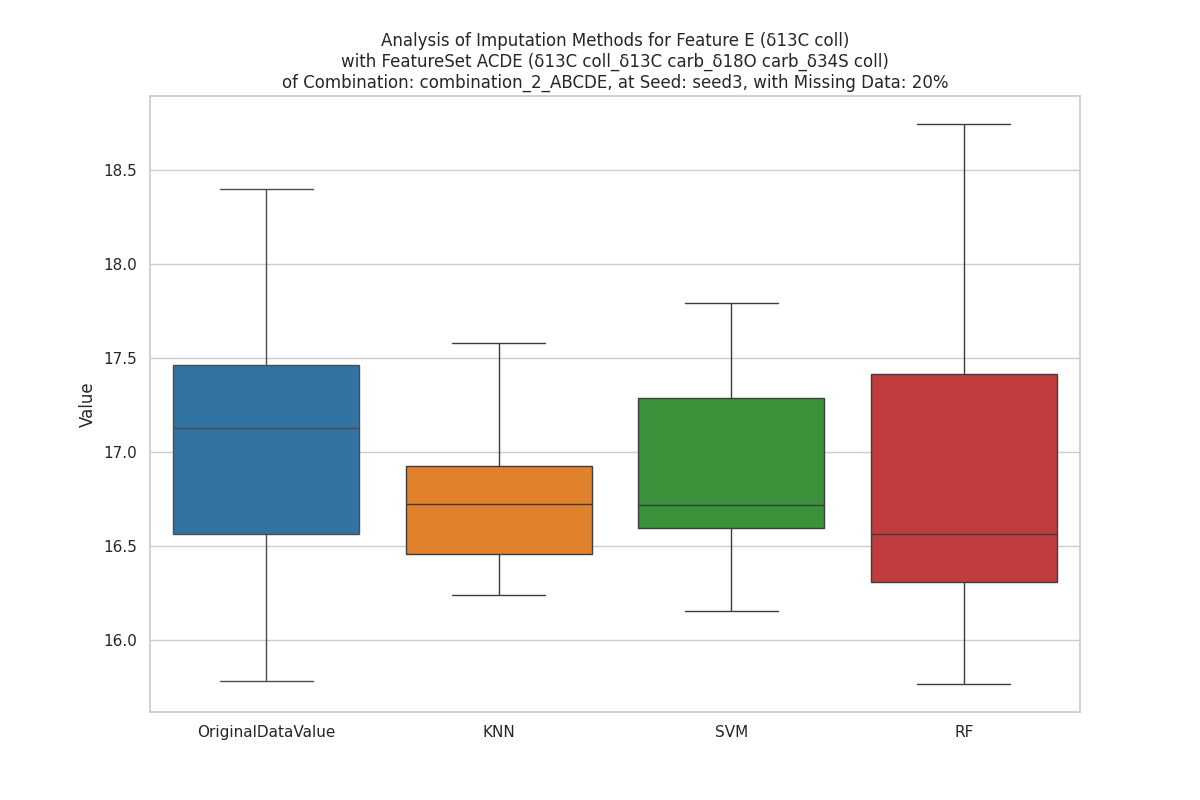 Analysis of Imputation Methods for Feature E (δ13C coll)
with FeatureSet ACDE (δ13C coll_δ13C carb_δ18O carb_δ34S coll)
of Combination: combination_2_ABCDE, at Seed: seed3, with Missing Data: 20%
18.5
18.0
17.5
17.0
16.5
16.0
Value
OriginalDataValue
KNN
SVM
RF